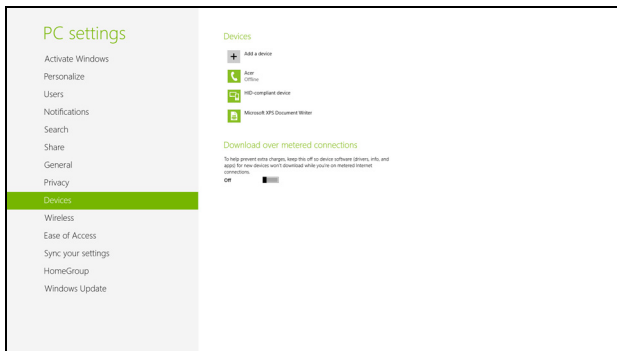 PC settings
Activate Windows
Personalize
Users
Notifications
Search
Share
General
Privacy
Devices
Wireless
Ease of Access
Sync your settings
HomeGroup
Windows Update
Devices
Add a device
Acer
Offline
HID-compliant device
Microsoft XPS Document Writer
Download over metered connections
To help prevent extra charges, keep this off so device software (drivers, info, and
apps) for new devices won't download while you're on metered Internet
connections.
Off